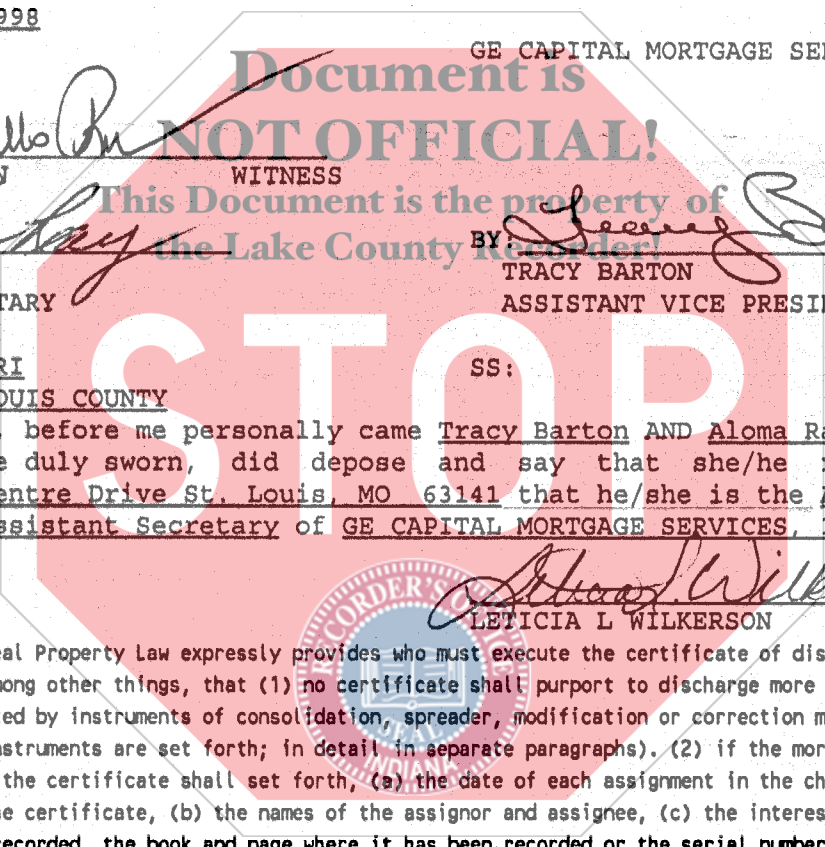 998
GE CAPITAL MORTGAGE SE
Document is
NOT OFFICIAL!
WITNESS
This Document is the property of
the Lake County Recorder!
BY:
TRACY BARTON
TARY
ASSISTANT VICE PRESI
STOP
RI
SS:
OUIS COUNTY
before me personally came Tracy Barton AND Aloma Ra
e duly sworn, did depose and say that she/he
entre Drive St. Louis, MO 63141 that he/she is the
ssistant Secretary of GE CAPITAL MORTGAGE SERVICES,
LETICIA L WILKERSON
RECORDER'S OFFICE
SEAL
INDIANA
eal Property Law expressly provides who must execute the certificate of dis
mong other things, that (1) no certificate shall purport to discharge more
ted by instruments of consolidation, spreader, modification or correction m
nstruments are set forth; in detail in separate paragraphs). (2) if the mor
the certificate shall set forth, (a) the date of each assignment in the ch
e certificate, (b) the names of the assignor and assignee, (c) the interes
recorded, the book and page where it has been recorded or the serial number